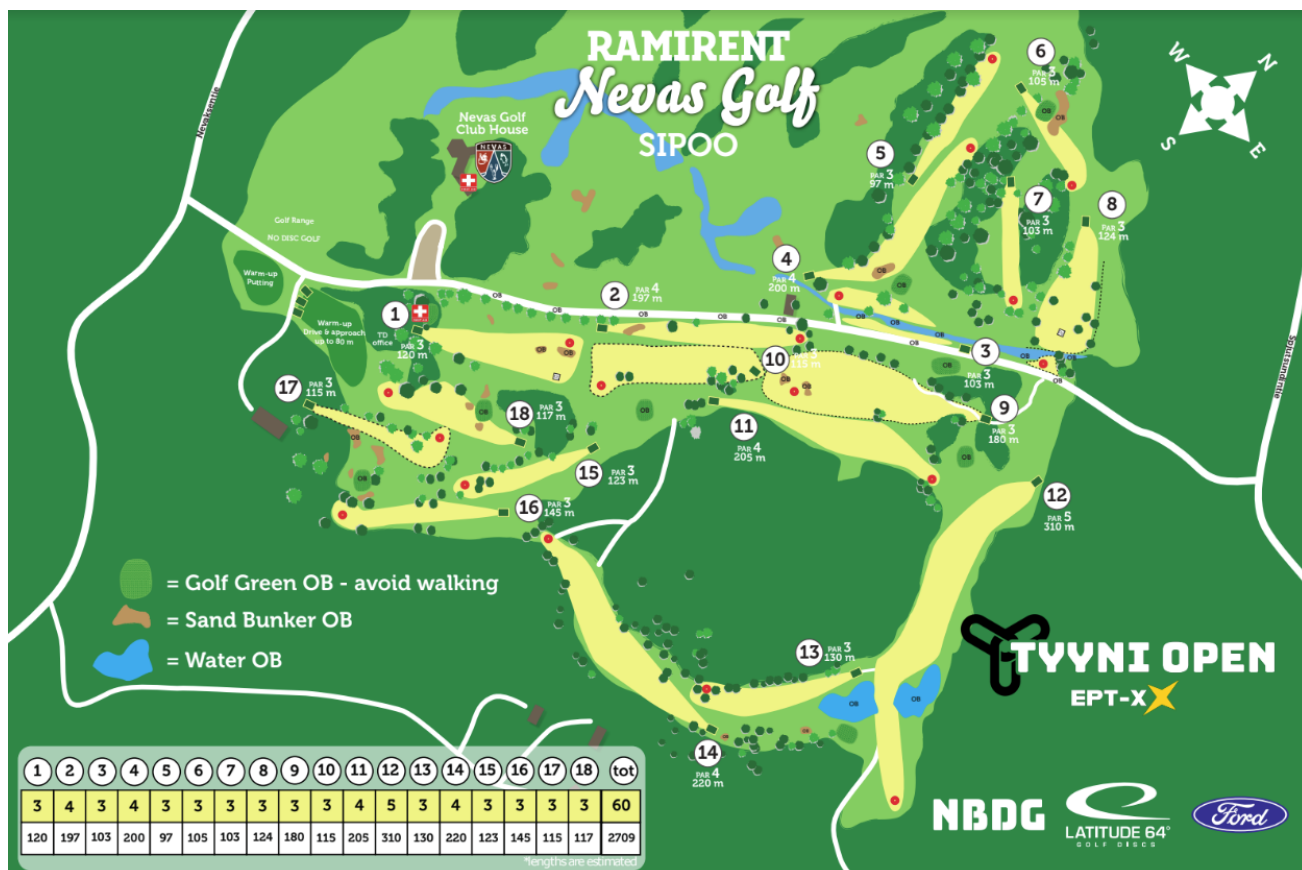 RAMIRENT
Nevas Golf
SIPOO
Nevas Golf
Club House
NEVAS
Nevaksentie
Golf Range
NO DISC GOLF
Warm-up
Putting
Warm-up
Drive & approach
up to 80 m
TD
office
W
N
S
E
1
PAR 3
120 m
2
PAR 4
197 m
3
PAR 3
103 m
4
PAR 4
200 m
5
PAR 3
97 m
6
PAR 3
105 m
7
PAR 3
103 m
8
PAR 3
124 m
9
PAR 3
180 m
10
PAR 3
115 m
11
PAR 4
205 m
12
PAR 5
310 m
13
PAR 3
130 m
14
PAR 4
220 m
15
PAR 3
123 m
16
PAR 3
145 m
17
PAR 3
115 m
18
PAR 3
117 m
OB
= Golf Green OB - avoid walking
= Sand Bunker OB
= Water OB
TYYNI OPEN
EPT-X
NBDG
LATITUDE 64°
GOLF DISCS
Ford
1 2 3 4 5 6 7 8 9 10 11 12 13 14 15 16 17 18 tot
3 4 3 4 3 3 3 3 3 3 4 5 3 4 3 3 3 3 60
120 197 103 200 97 105 103 124 180 115 205 310 130 220 123 145 115 117 2709
*lengths are estimated